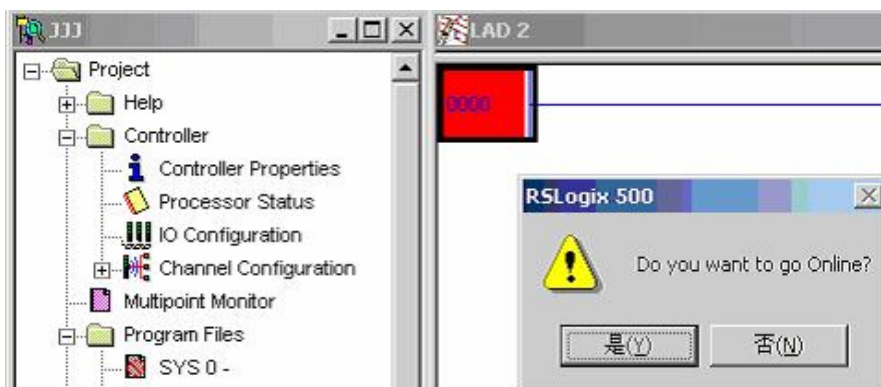 JJJ
Project
Help
Controller
Controller Properties
Processor Status
IO Configuration
Channel Configuration
Multipoint Monitor
Program Files
SYS 0 -
LAD 2
0000
RSLogix 500
Do you want to go Online?
是(Y)
否(N)